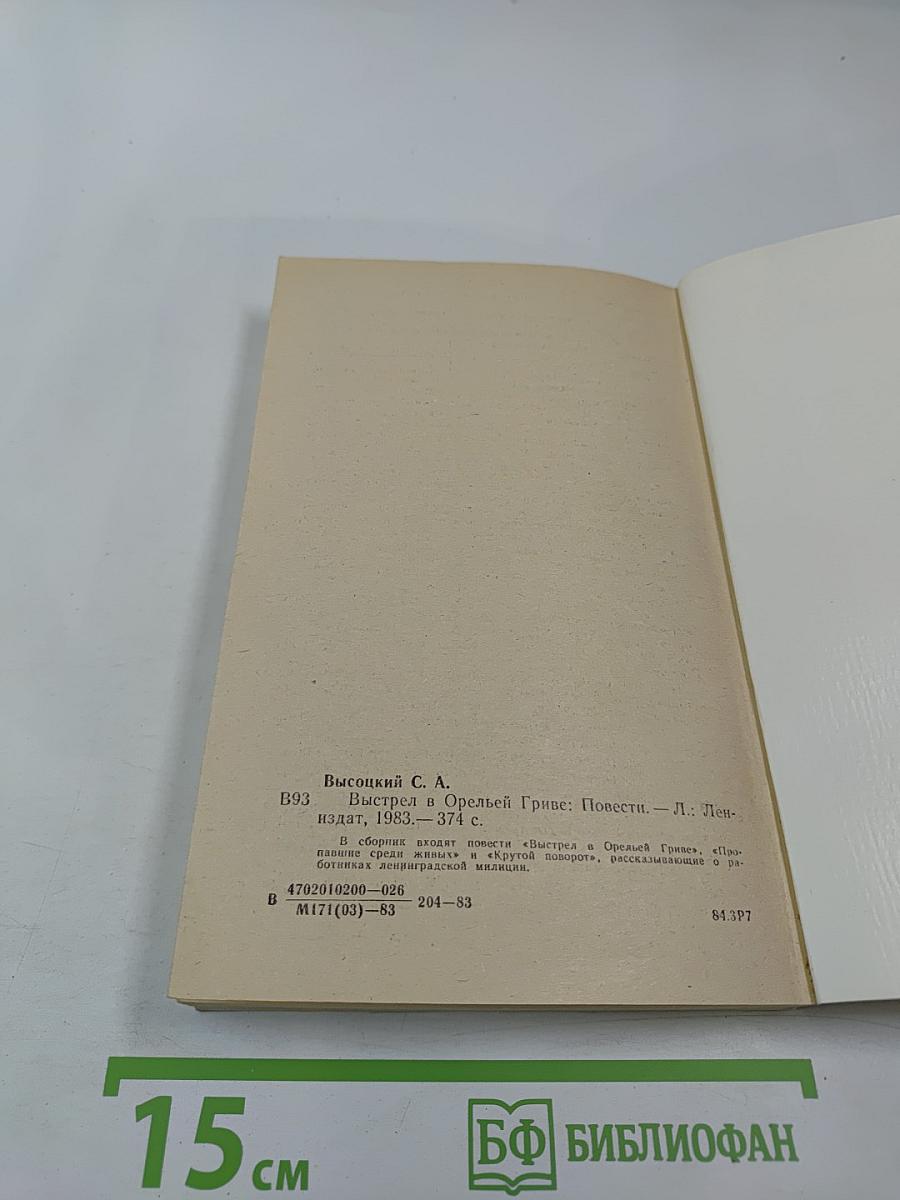 Высоцкий С. А.
В93 Выстрел в Орельей Гриве: Повести. — Л.: Лен-
издат, 1983.— 374 с.
В сборник входят повести «Выстрел в Орельей Гриве», «Про-
павшие среди живых» и «Крутой поворот», рассказывающие о ра-
ботниках ленинградской милиции.
В 4702010200—026
М171(03)—83 204—83
84.3Р7
15 см
БФ БИБЛИОФАН